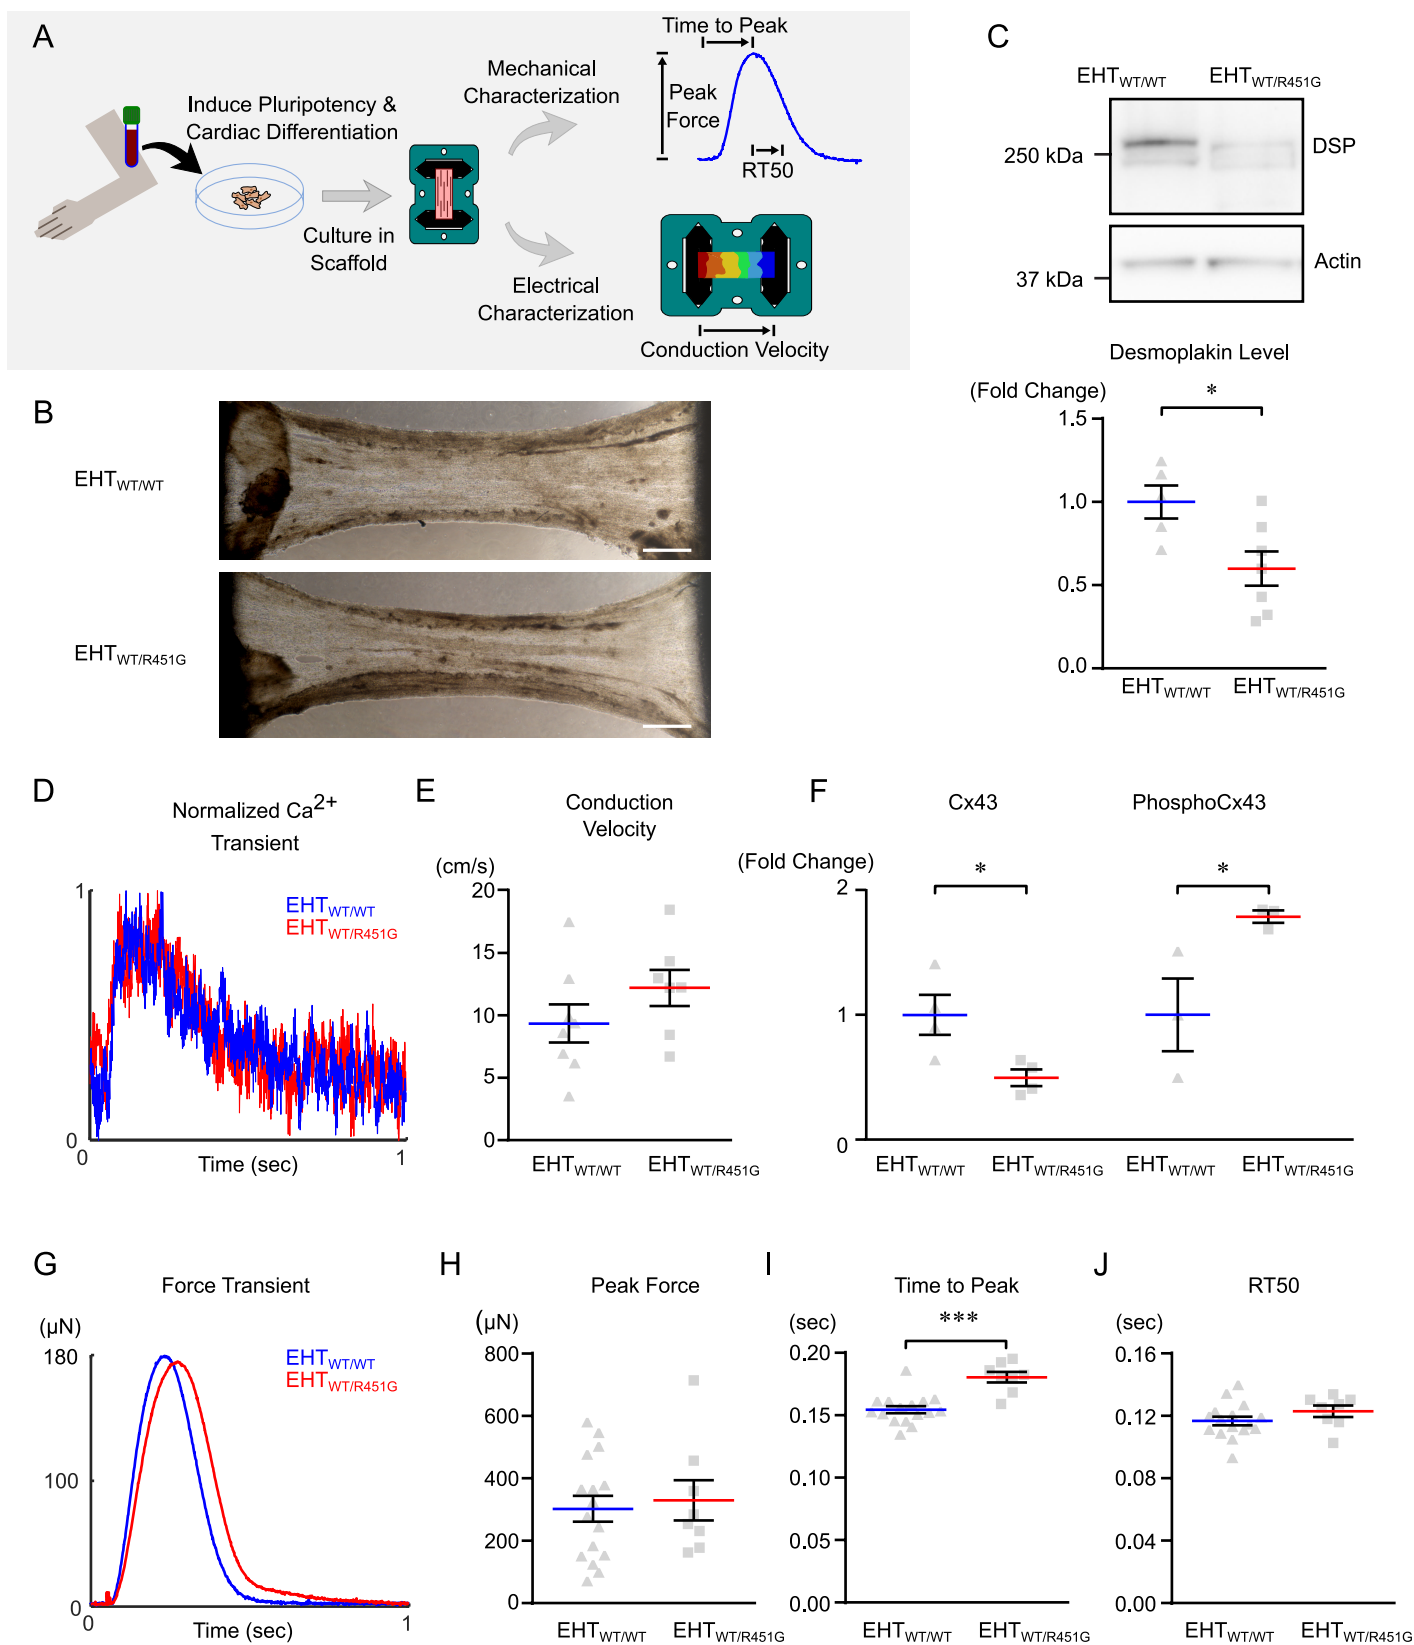 A
Induce Pluripotency &
Cardiac Differentiation
Culture in
Scaffold
Mechanical
Characterization
Electrical
Characterization
Time to Peak
Peak
Force
RT50
Conduction Velocity
B
EHTWT/WT
EHTWT/R451G
C
EHTWT/WT EHTWT/R451G
250 kDa
DSP
37 kDa
Actin
Desmoplakin Level
(Fold Change)
*
1.5
1.0
0.5
0.0
EHTWT/WT EHTWT/R451G
D
Normalized Ca2+
Transient
1
EHTWT/WT
EHTWT/R451G
0
0 Time (sec) 1
E
Conduction
Velocity
(cm/s)
20
15
10
5
0
EHTWT/WT EHTWT/R451G
F
Cx43 PhosphoCx43
(Fold Change)
* *
2
1
0
EHTWT/WT EHTWT/R451G EHTWT/WT EHTWT/R451G
G
Force Transient
(µN)
180
EHTWT/WT
EHTWT/R451G
100
0
0 Time (sec) 1
H
Peak Force
(µN)
800
600
400
200
0
EHTWT/WT EHTWT/R451G
I
Time to Peak
(sec)
***
0.20
0.15
0.10
0.05
0.00
EHTWT/WT EHTWT/R451G
J
RT50
(sec)
0.16
0.12
0.08
0.04
0.00
EHTWT/WT EHTWT/R451G